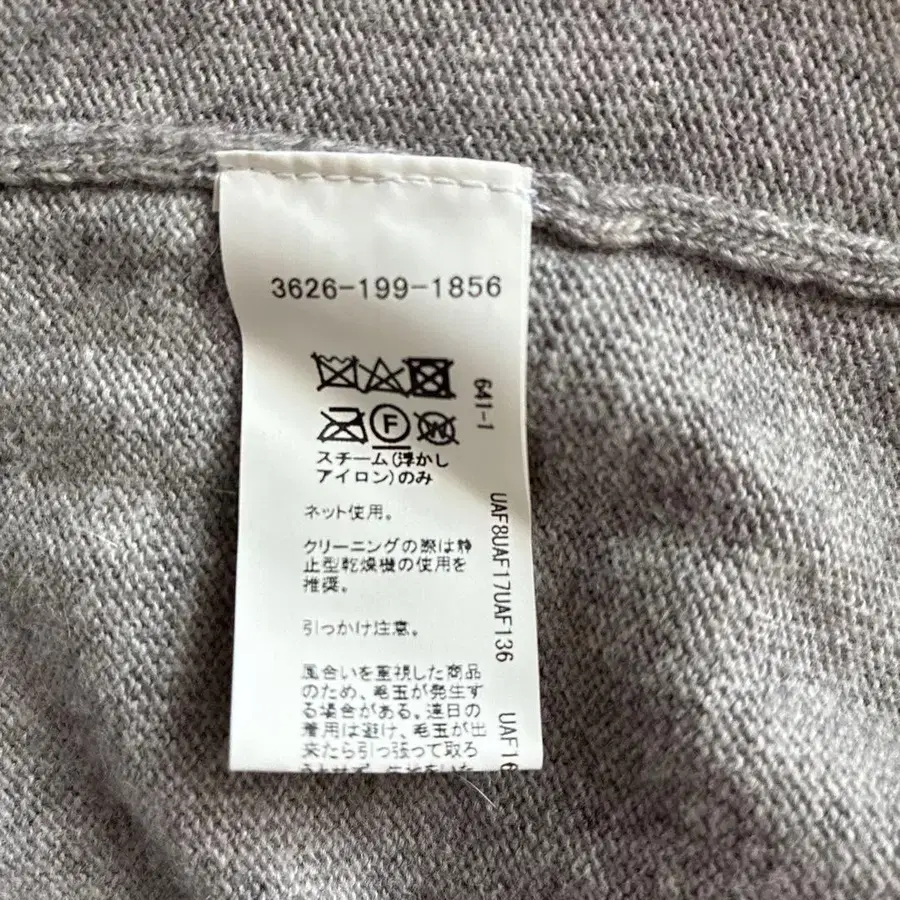 3626-199-1856
641-1
F
W
スチーム(浮かし
アイロン)のみ
ネット使用。
クリーニングの際は静
止型乾燥機の使用を
推奨。
引っかけ注意。
風合いを重視した商品
のため、毛玉が発生す
る場合がある。連日の
着用は避け、毛玉が出
来たら引っ張って取ろ
UAF8UAF17UAF136
UAF16